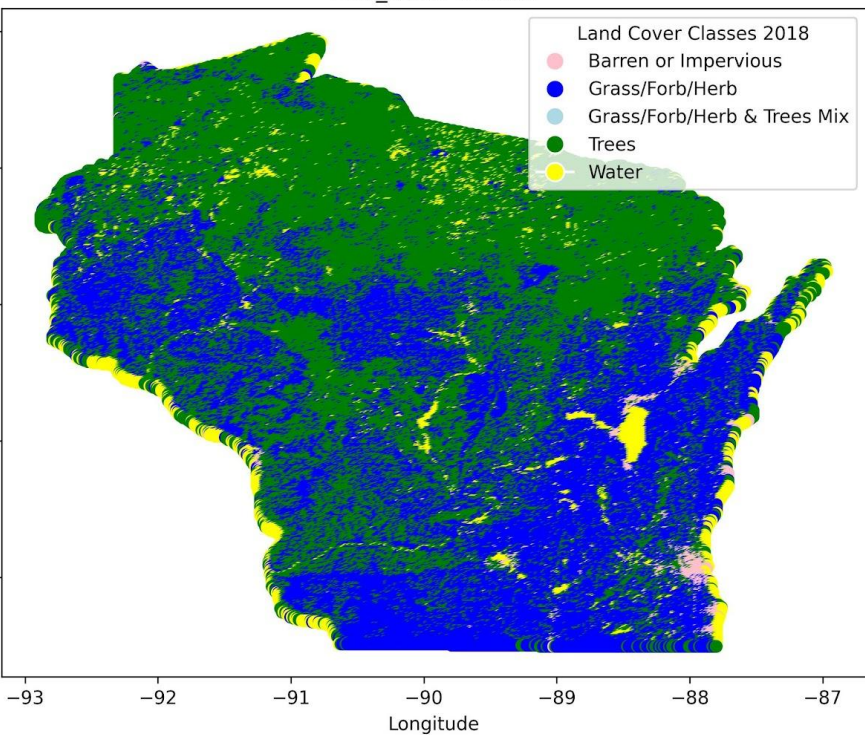 Land Cover Classes 2018
Barren or Impervious
Grass/Forb/Herb
Grass/Forb/Herb & Trees Mix
Trees
Water
−93 −92 −91 −90 −89 −88 −87
Longitude